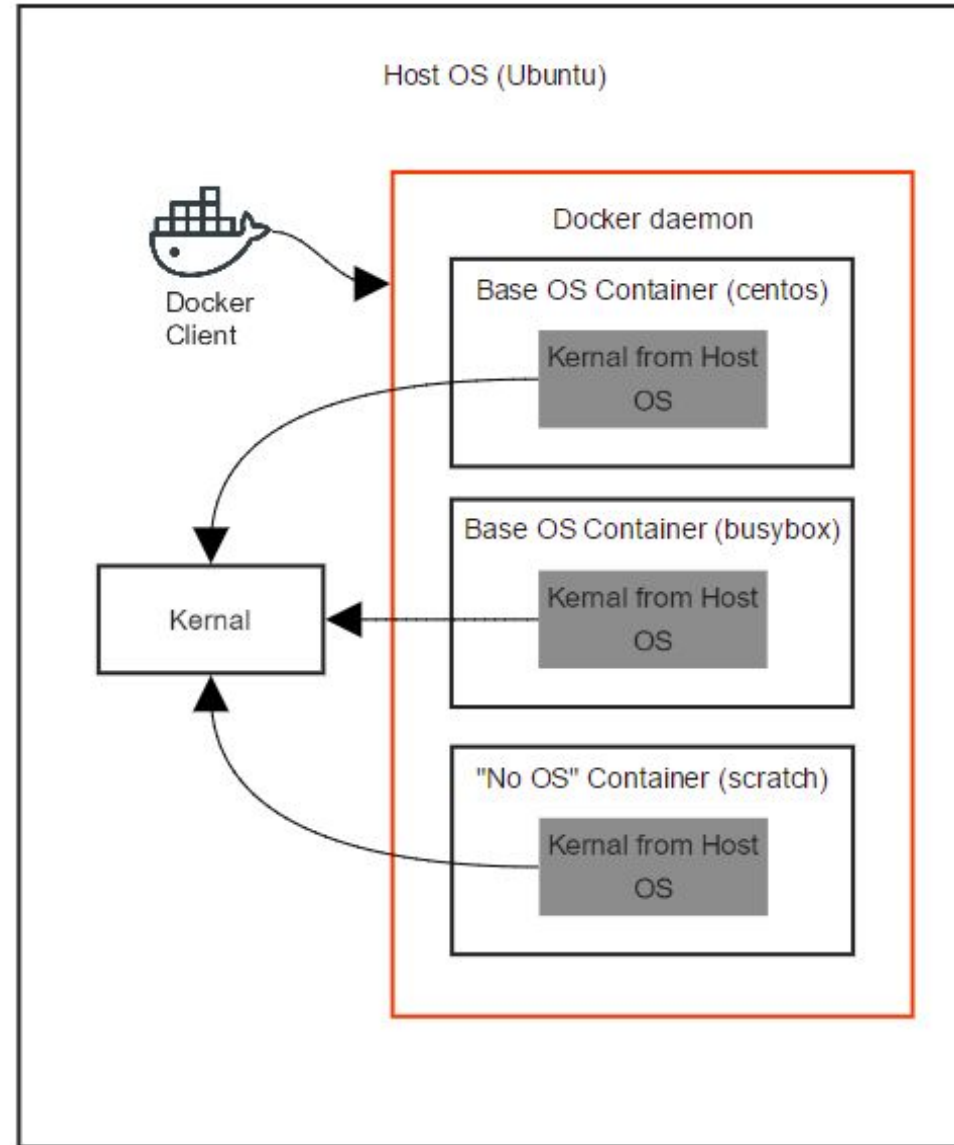 Host OS (Ubuntu)
Docker
Client
Docker daemon
Base OS Container (centos)
Kernal from Host
OS
Base OS Container (busybox)
Kernal from Host
OS
Kernal
"No OS" Container (scratch)
Kernal from Host
OS